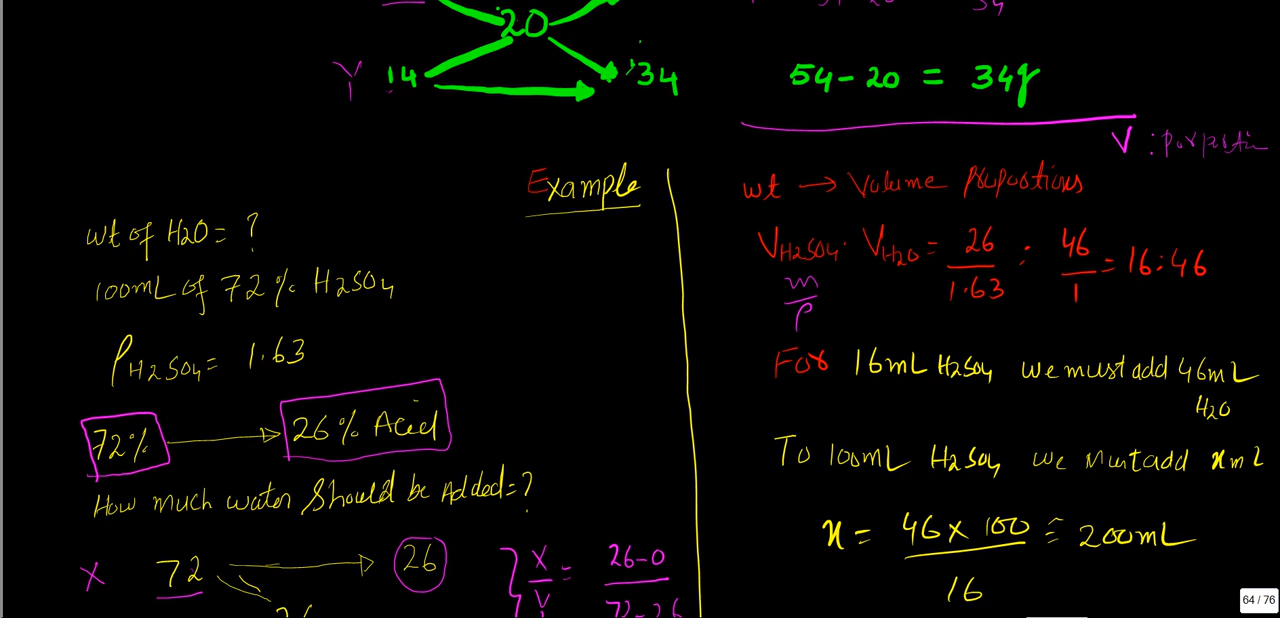 20
Y 14 34
54-20 = 34g
V :
Example
wt of H2O = ?
100mL of 72% H2SO4
ρH2SO4 = 1.63
72% 26% Acid
How much water should be Added=?
X 72 26
X/V = 26-0/72-26
wt → Volume propostions
VH2SO4 . VH2O = 26/1.63 : 46/1 = 16:46
m/ρ
For 16mL H2SO4 we must add 46mL
H2O
To 100mL H2SO4 we Must add x mL
x = 46 x 100/16 = 200mL
64 / 76